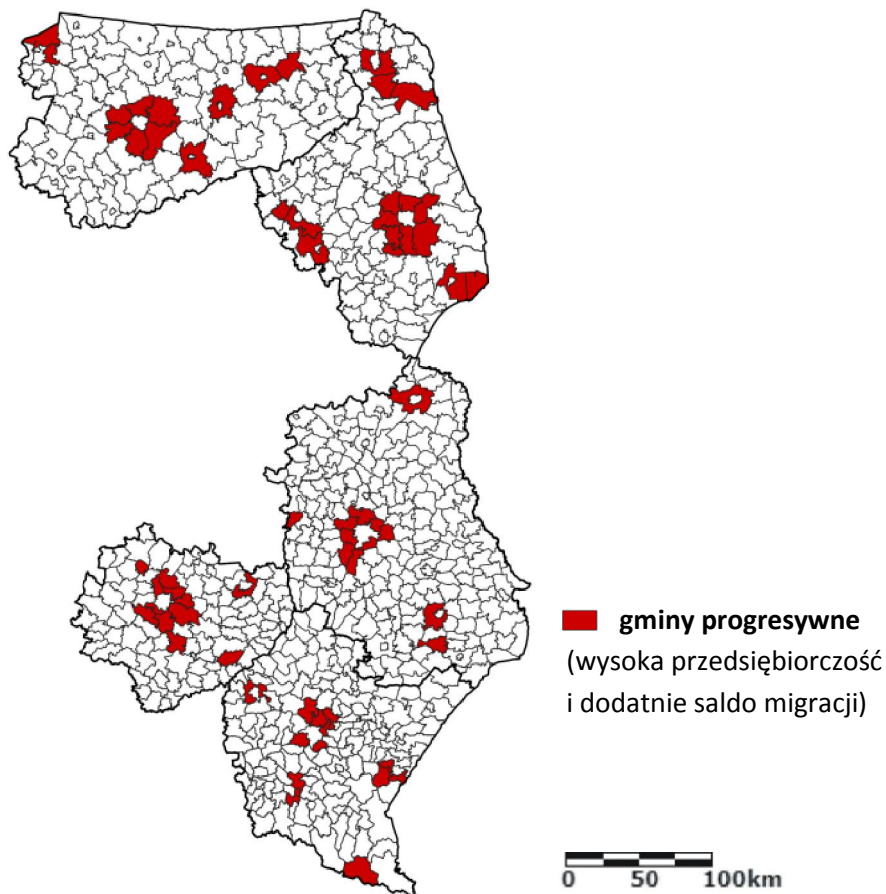 gminy progresywne
(wysoka przedsiębiorczość
i dodatnie saldo migracji)
0 50 100km